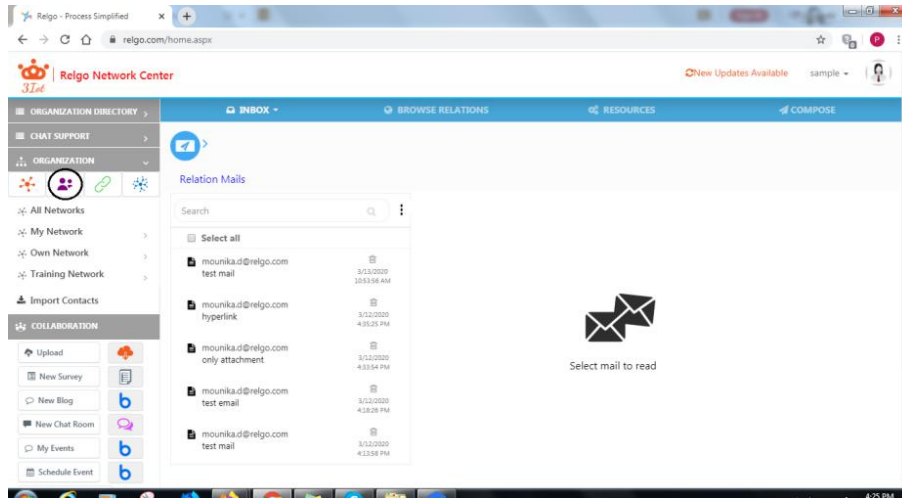 Relgo - Process Simplified
relgo.com/home.aspx
P
3Ict
Relgo Network Center
New Updates Available
sample
ORGANIZATION DIRECTORY
INBOX
BROWSE RELATIONS
RESOURCES
COMPOSE
CHAT SUPPORT
ORGANIZATION
Relation Mails
All Networks
My Network
Own Network
Training Network
Import Contacts
COLLABORATION
Upload
New Survey
New Blog
New Chat Room
My Events
Schedule Event
Search
Select all
mounika.d@relgo.com
test mail
3/13/2020
10:53:56 AM
mounika.d@relgo.com
hyperlink
3/12/2020
4:35:25 PM
mounika.d@relgo.com
only attachment
3/12/2020
4:33:54 PM
mounika.d@relgo.com
test email
3/12/2020
4:18:26 PM
mounika.d@relgo.com
test mail
3/12/2020
4:13:58 PM
Select mail to read
4:25 PM